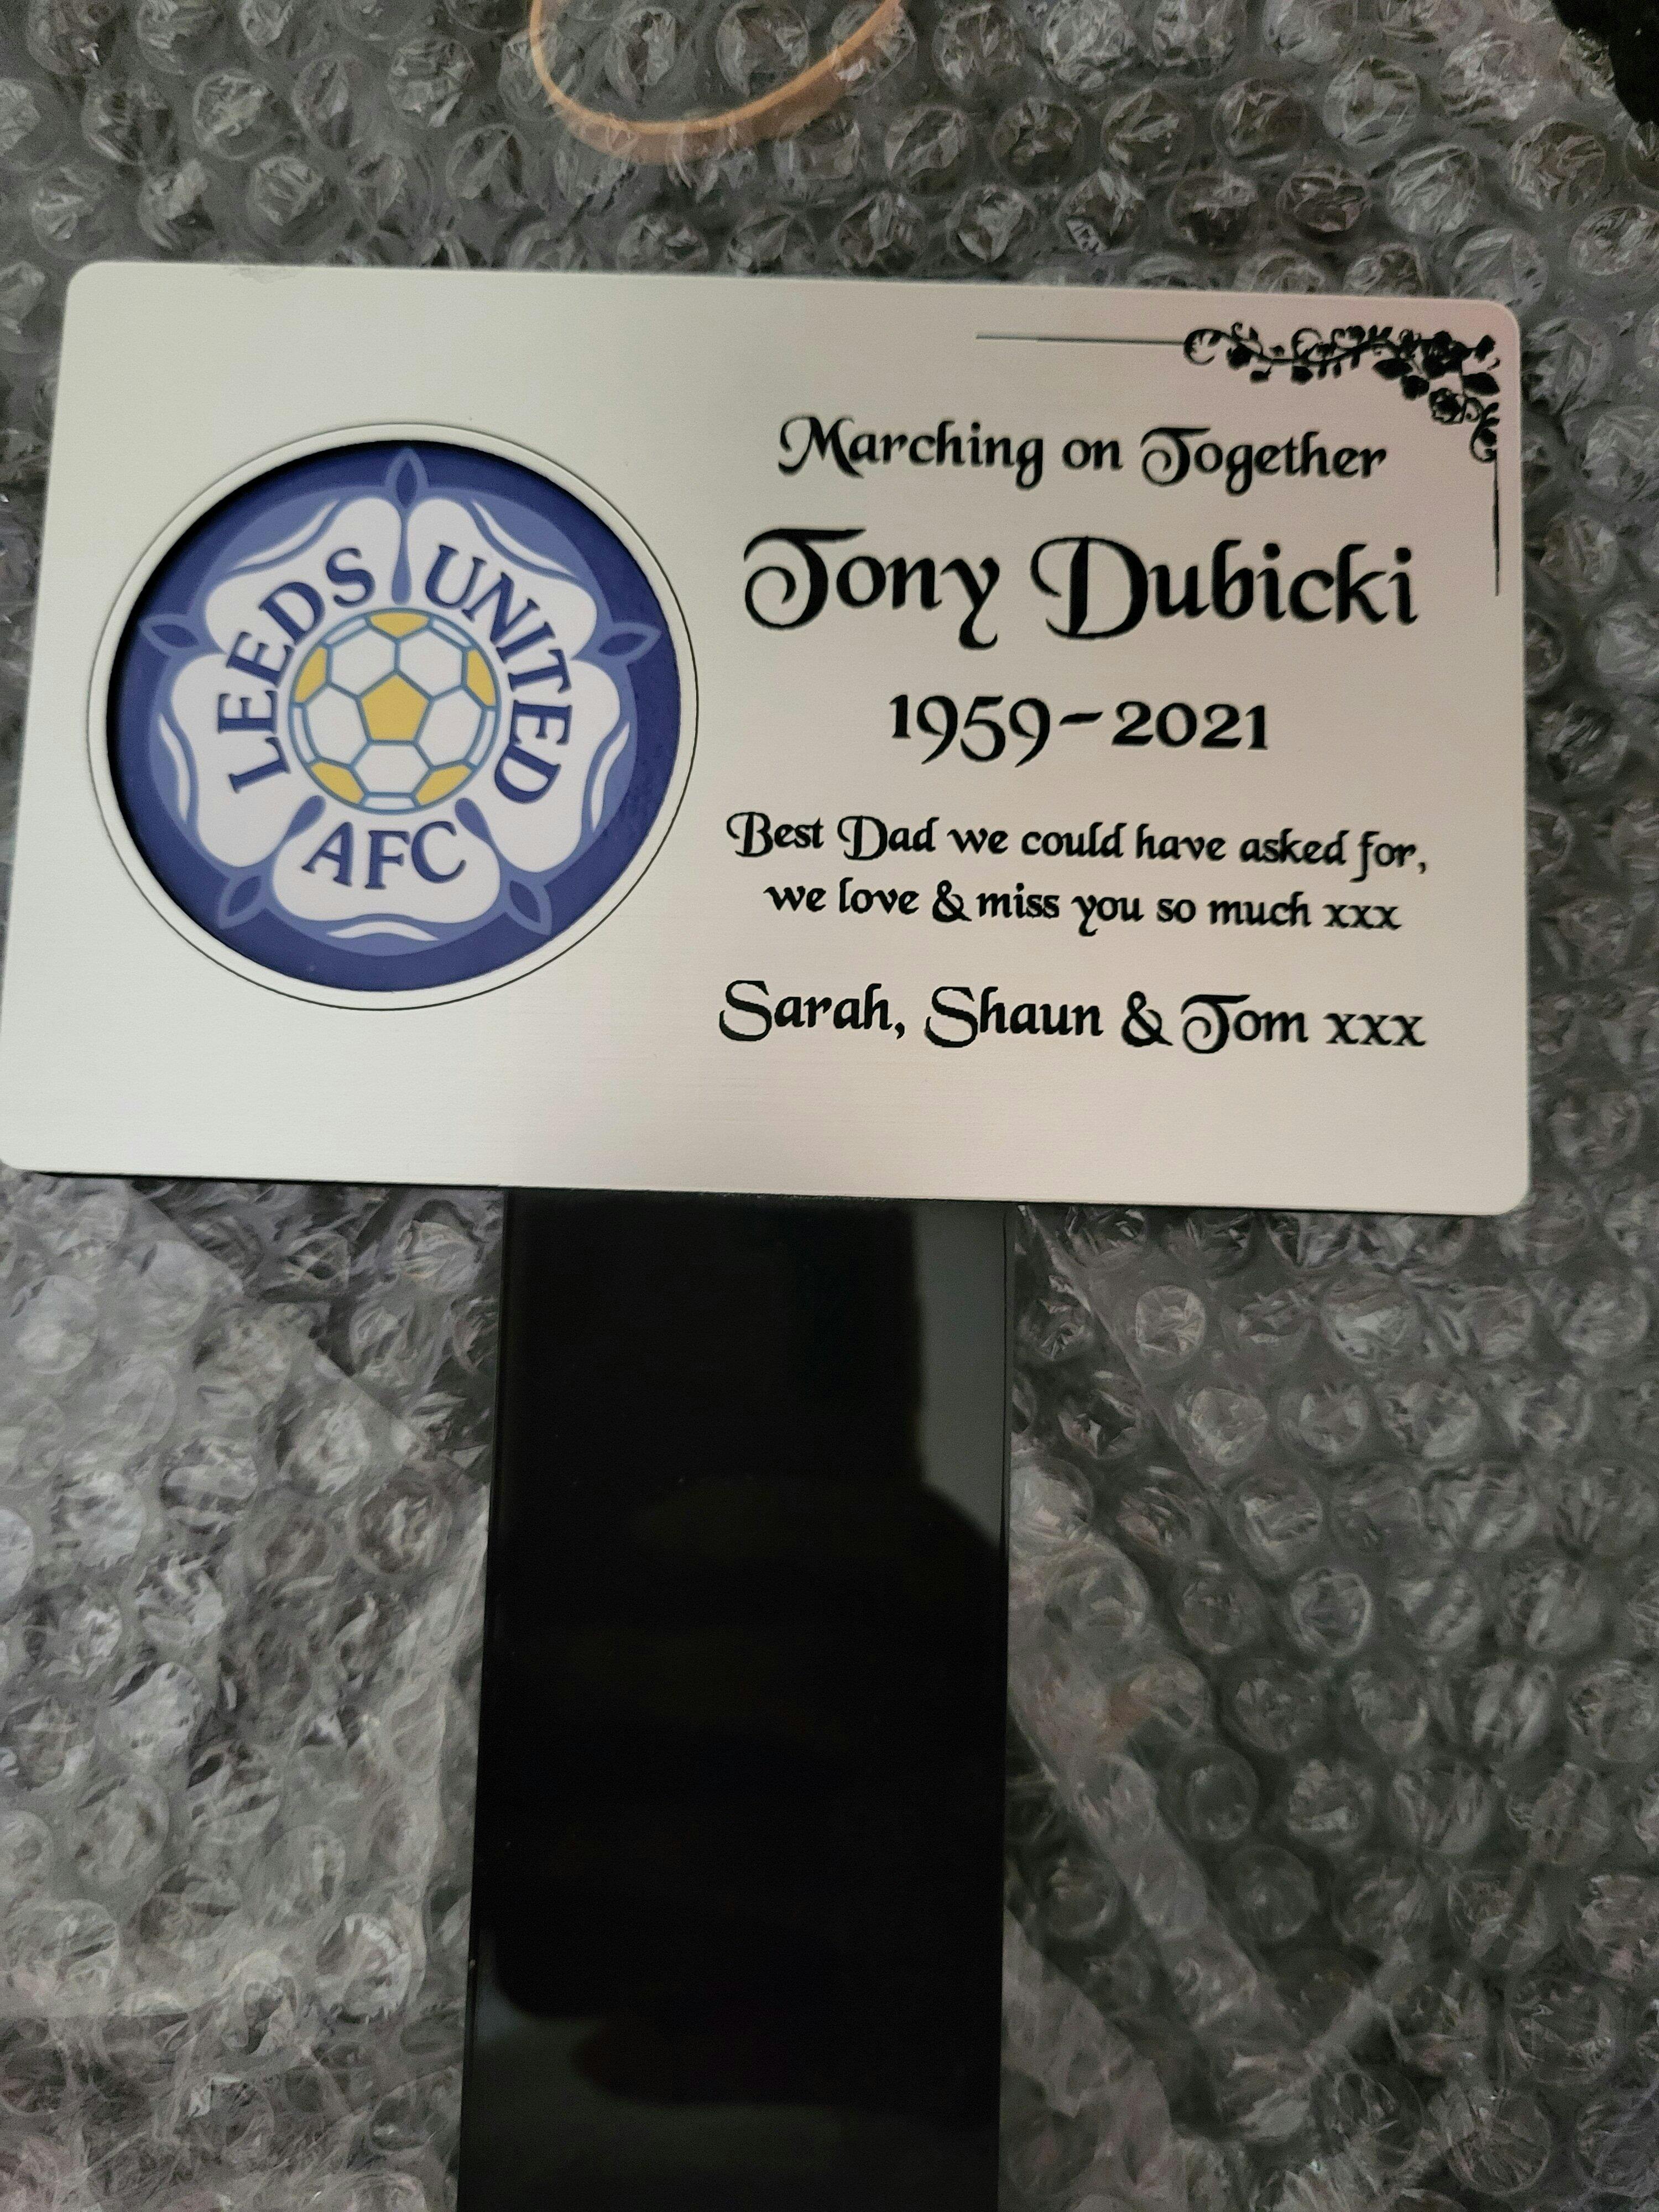 LEEDS UNITED
AFC
Marching on Together
Tony Dubicki
1959-2021
Best Dad we could have asked for,
we love & miss you so much xxx
Sarah, Shaun & Tom xxx